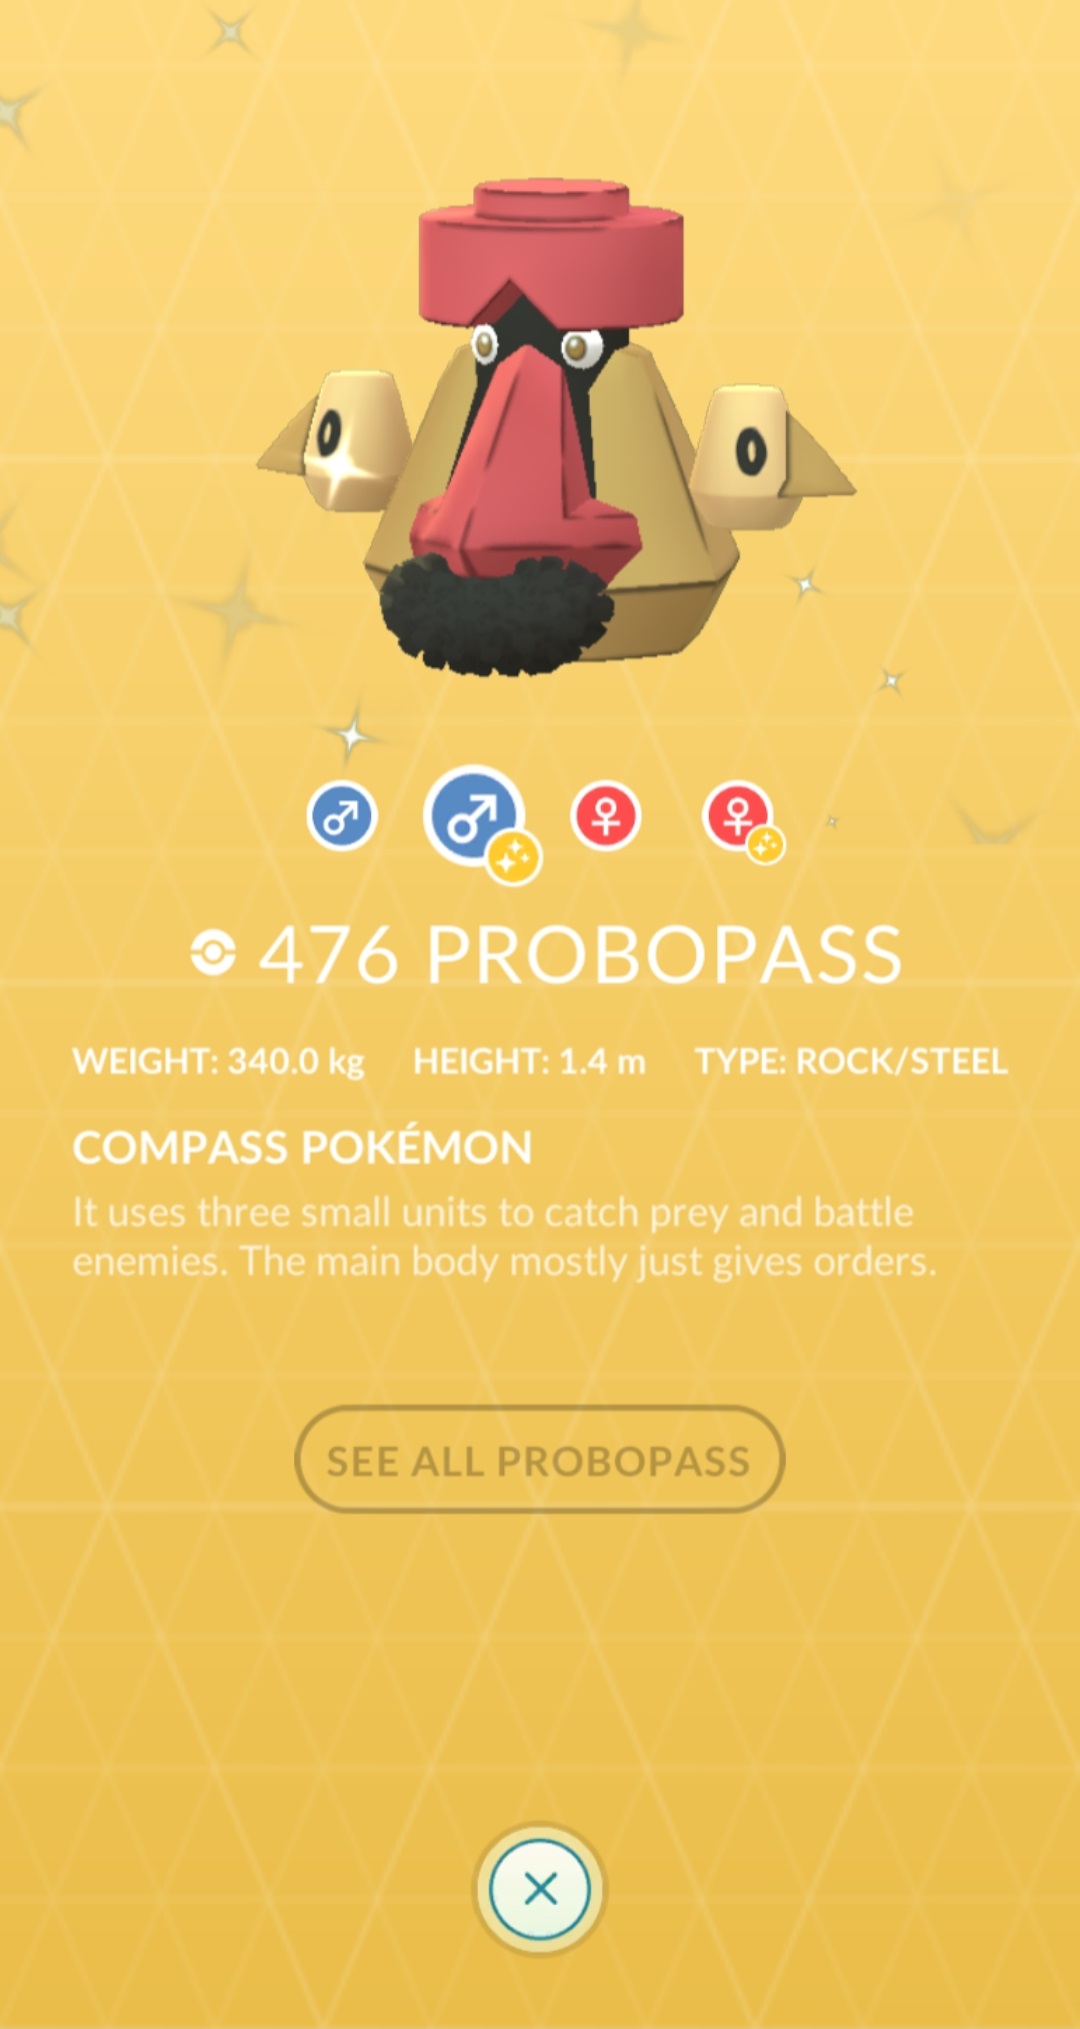 476 PROBOPASS
WEIGHT: 340.0 kg HEIGHT: 1.4 m TYPE: ROCK/STEEL
COMPASS POKÉMON
It uses three small units to catch prey and battle
enemies. The main body mostly just gives orders.
SEE ALL PROBOPASS